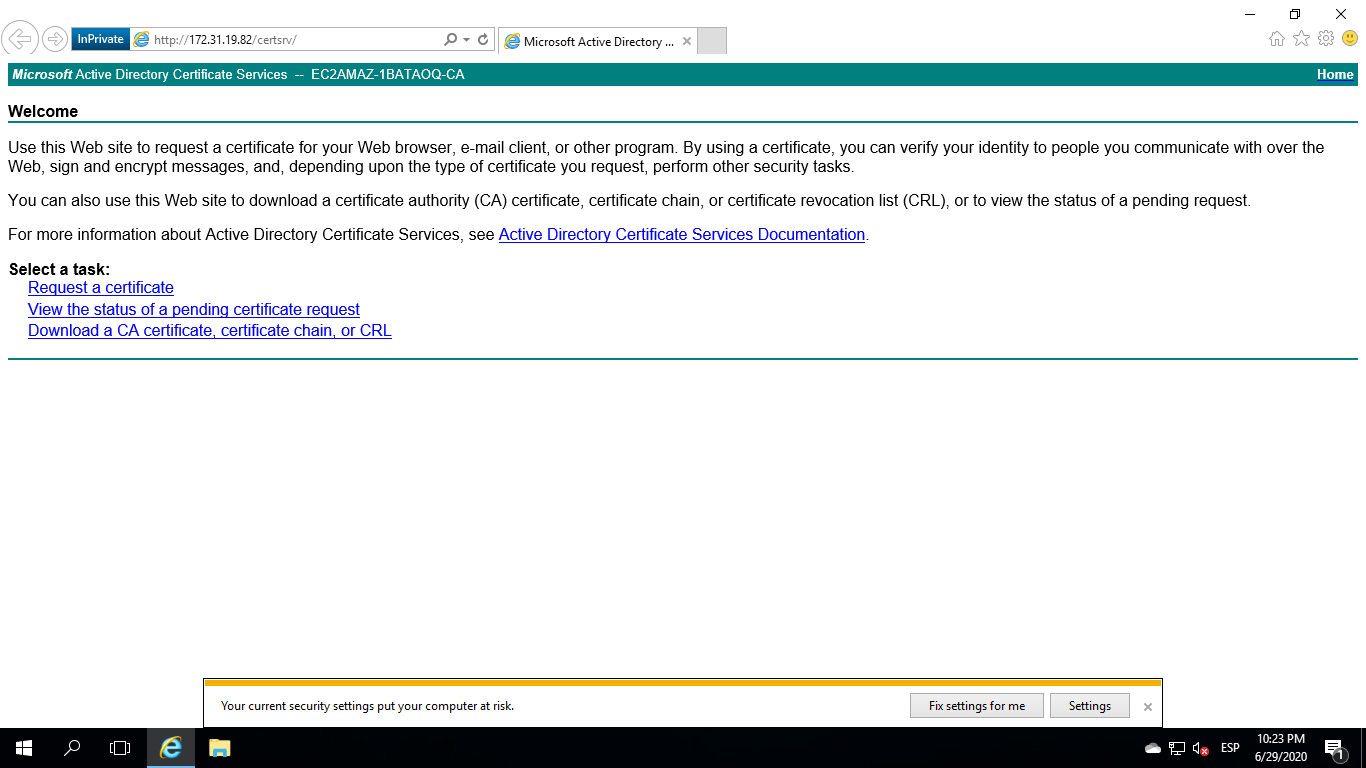 InPrivate
http://172.31.19.82/certsrv/
Microsoft Active Directory ...
Microsoft Active Directory Certificate Services -- EC2AMAZ-1BATAOQ-CA
Home
Welcome
Use this Web site to request a certificate for your Web browser, e-mail client, or other program. By using a certificate, you can verify your identity to people you communicate with over the
Web, sign and encrypt messages, and, depending upon the type of certificate you request, perform other security tasks.
You can also use this Web site to download a certificate authority (CA) certificate, certificate chain, or certificate revocation list (CRL), or to view the status of a pending request.
For more information about Active Directory Certificate Services, see Active Directory Certificate Services Documentation.
Select a task:
Request a certificate
View the status of a pending certificate request
Download a CA certificate, certificate chain, or CRL
Your current security settings put your computer at risk.
Fix settings for me
Settings
ESP
10:23 PM
6/29/2020
1